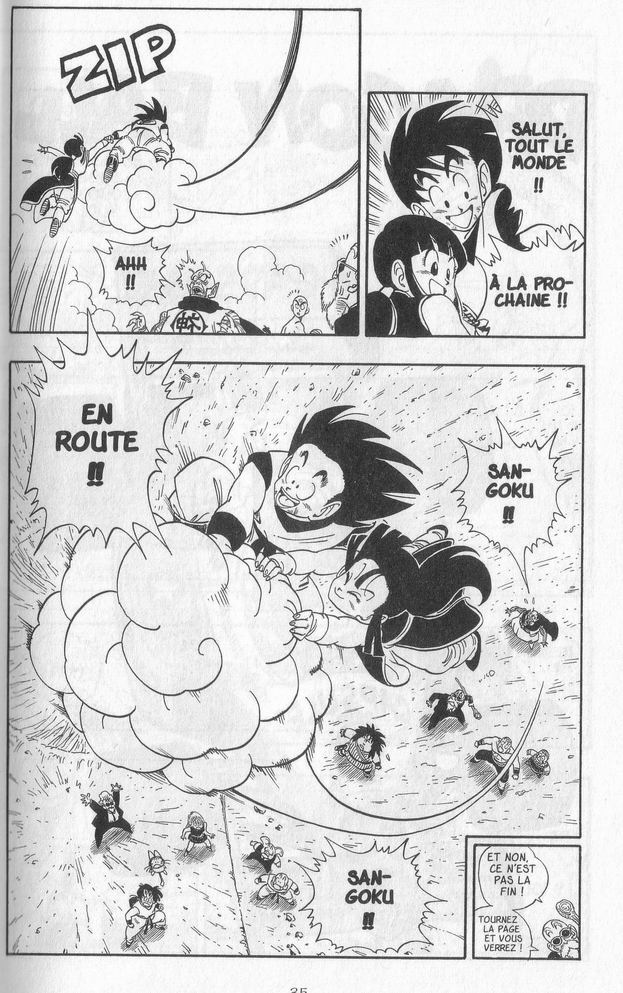 ZIP
AHH
!!
SALUT,
TOUT LE
MONDE
!!
À LA PRO-
CHAINE !!
EN
ROUTE
!!
SAN-
GOKU
!!
SAN-
GOKU
!!
ET NON,
CE N'EST
PAS LA
FIN !
TOURNEZ
LA PAGE
ET VOUS
VERREZ !